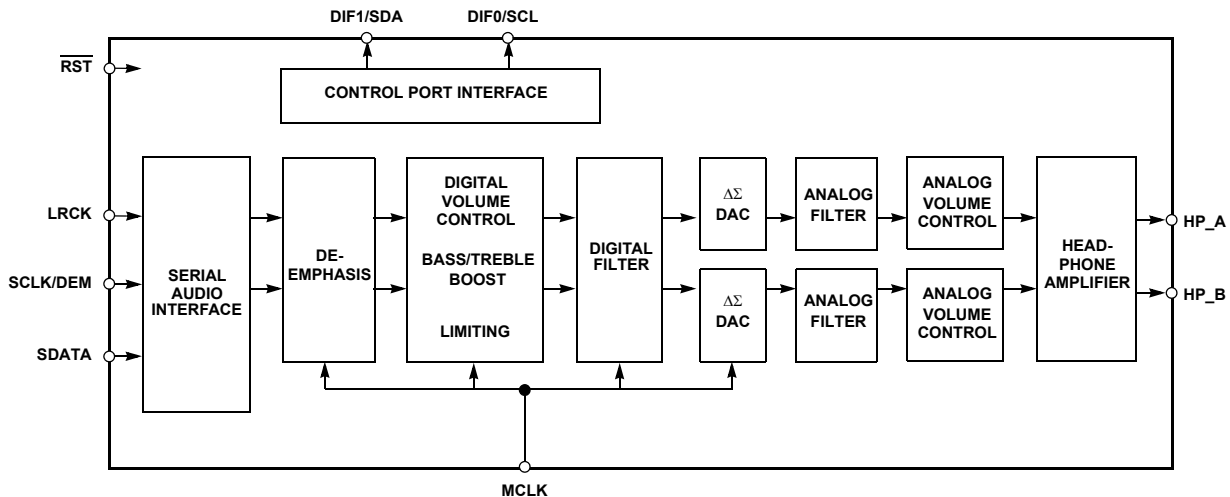 DIF1/SDA
DIF0/SCL
RST
CONTROL PORT INTERFACE
LRCK
SCLK/DEM
SDATA
SERIAL
AUDIO
INTERFACE
DE-
EMPHASIS
DIGITAL
VOLUME
CONTROL
BASS/TREBLE
BOOST
LIMITING
DIGITAL
FILTER
ΔΣ
DAC
ANALOG
FILTER
ANALOG
VOLUME
CONTROL
ΔΣ
DAC
ANALOG
FILTER
ANALOG
VOLUME
CONTROL
HEAD-
PHONE
AMPLIFIER
HP_A
HP_B
MCLK